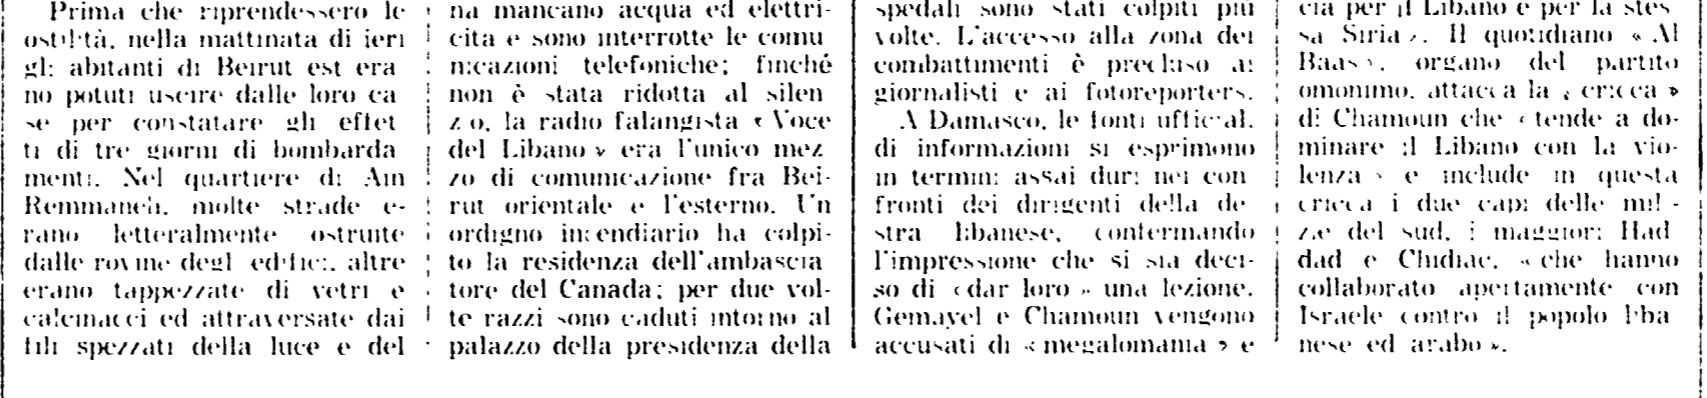 Prima che riprendessero le
ostilità, nella mattinata di ieri
gli abitanti di Beirut est era
no potuti uscire dalle loro ca
se per constatare gli effet
ti di tre giorni di bombarda
menti. Nel quartiere di Ain
Remmaneh, molte strade e-
rano letteralmente ostruite
dalle rovine degli edifici, altre
erano tappezzate di vetri e
calcinacci ed attraversate dai
fili spezzati della luce e del
na mancano acqua ed elettri-
cita e sono interrotte le comu
nicazioni telefoniche; finché
non è stata ridotta al silen
zio, la radio falangista « Voce
del Libano » era l'unico mez
zo di comunicazione fra Bei-
rut orientale e l'esterno. Un
ordigno incendiario ha colpi-
to la residenza dell'ambascia
tore del Canada; per due vol-
te razzi sono caduti intorno al
palazzo della presidenza della
spedali sono stati colpiti più
volte. L'accesso alla zona dei
combattimenti è precluso ai
giornalisti e ai fotoreporters.
A Damasco, le fonti ufficiali
di informazioni si esprimono
in termini assai duri nei con
fronti dei dirigenti della de
stra libanese, confermando
l'impressione che si sia deci-
so di « dar loro » una lezione.
Gemayel e Chamoun vengono
accusati di « megalomania » e
cia per il Libano e per la stes
sa Siria ». Il quotidiano « Al
Baas », organo del partito
omonimo, attacca la « cricca »
di Chamoun che « tende a do-
minare il Libano con la vio-
lenza » e include in questa
cricca i due capi delle mili-
zie del sud, i maggiori Had
dad e Chidiac, « che hanno
collaborato apertamente con
Israele contro il popolo liba
nese ed arabo ».